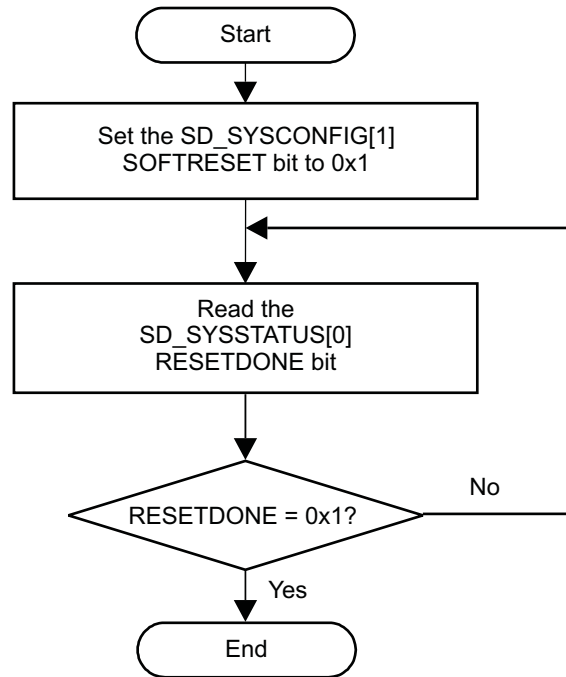 Start
Set the SD_SYSCONFIG[1]
SOFTRESET bit to 0x1
Read the
SD_SYSSTATUS[0]
RESETDONE bit
RESETDONE = 0x1?
No
Yes
End